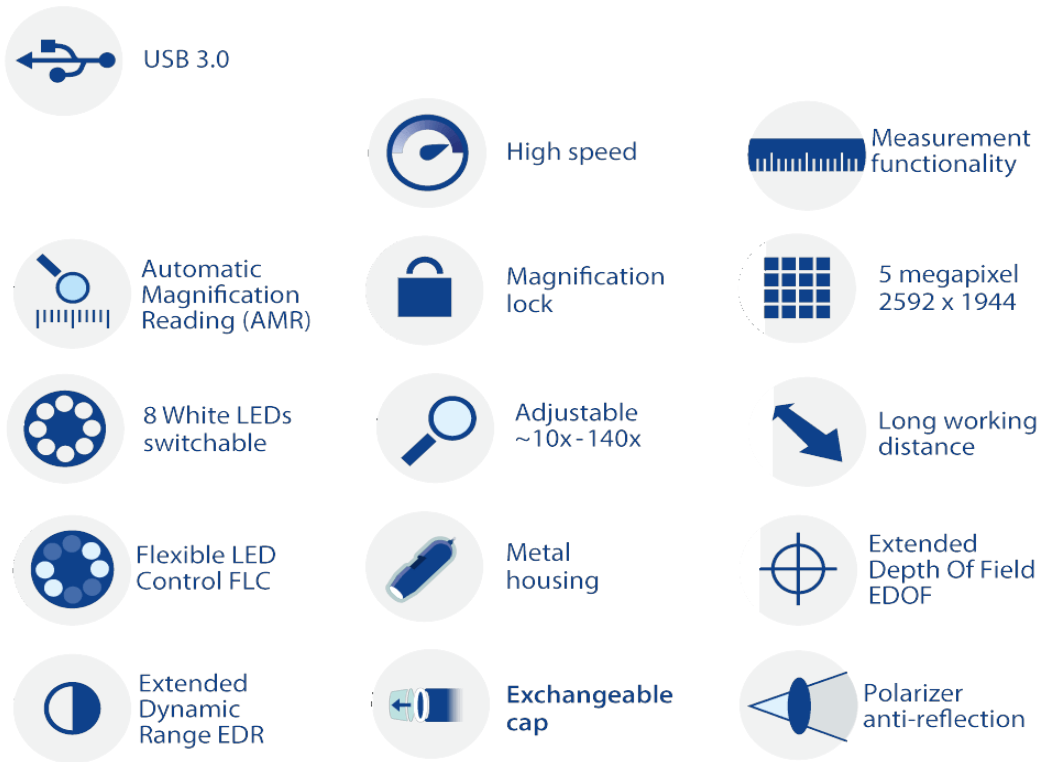 USB 3.0
High speed
Measurement
functionality
Automatic
Magnification
Reading (AMR)
Magnification
lock
5 megapixel
2592 x 1944
8 White LEDs
switchable
Adjustable
~10x-140x
Long working
distance
Flexible LED
Control FLC
Metal
housing
Extended
Depth Of Field
EDOF
Extended
Dynamic
Range EDR
Exchangeable
cap
Polarizer
anti-reflection